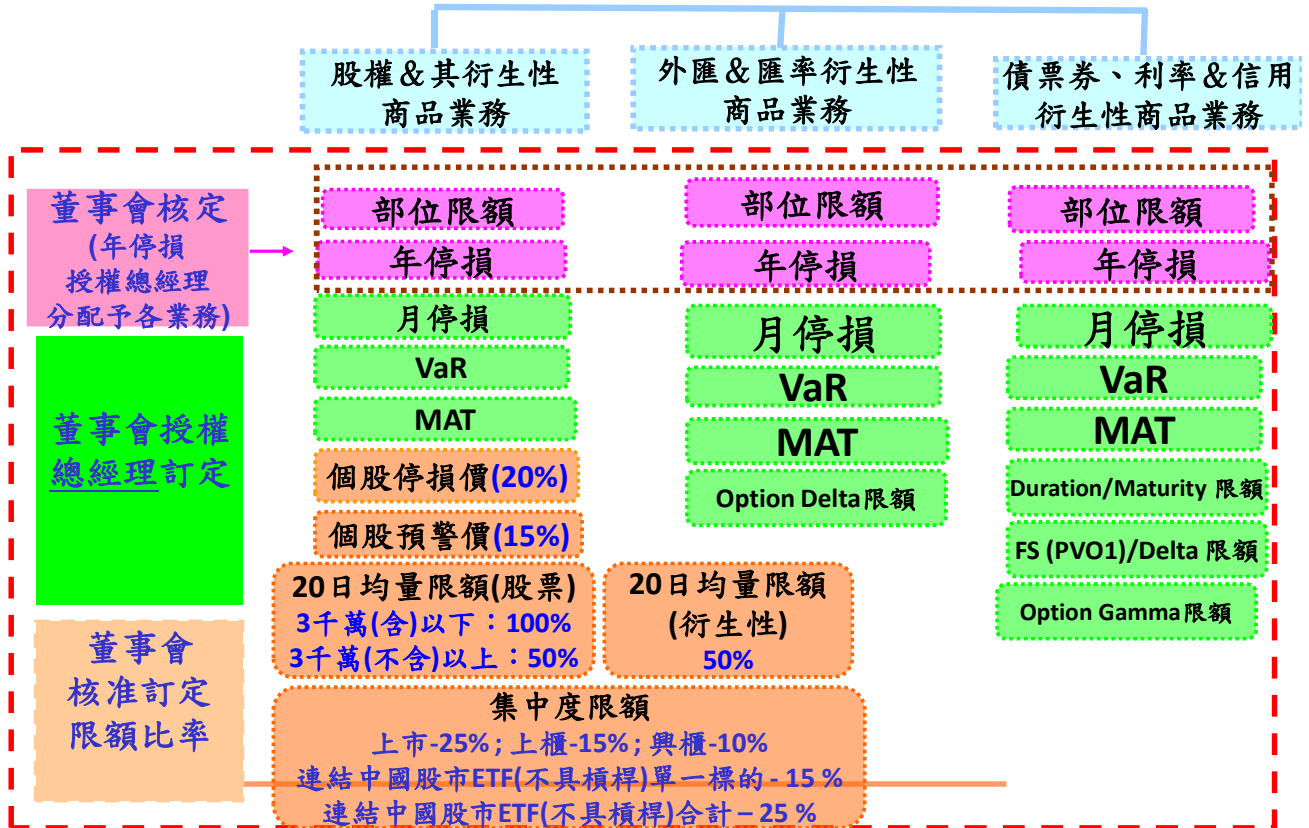 股權＆其衍生性
商品業務
外匯＆匯率衍生性
商品業務
債票券、利率＆信用
衍生性商品業務
董事會核定
(年停損
授權總經理
分配予各業務)
部位限額
部位限額
部位限額
年停損
年停損
年停損
董事會授權
總經理訂定
月停損
VaR
MAT
個股停損價(20%)
個股預警價(15%)
月停損
VaR
MAT
Option Delta限額
月停損
VaR
MAT
Duration/Maturity 限額
FS (PVO1)/Delta 限額
Option Gamma限額
董事會
核准訂定
限額比率
20日均量限額(股票)
3千萬(含)以下：100%
3千萬(不含)以上：50%
20日均量限額
(衍生性)
50%
集中度限額
上市-25% ; 上櫃-15% ; 興櫃-10%
連結中國股市ETF(不具槓桿)單一標的 - 15 %
連結中國股市ETF(不具槓桿)合計 – 25 %